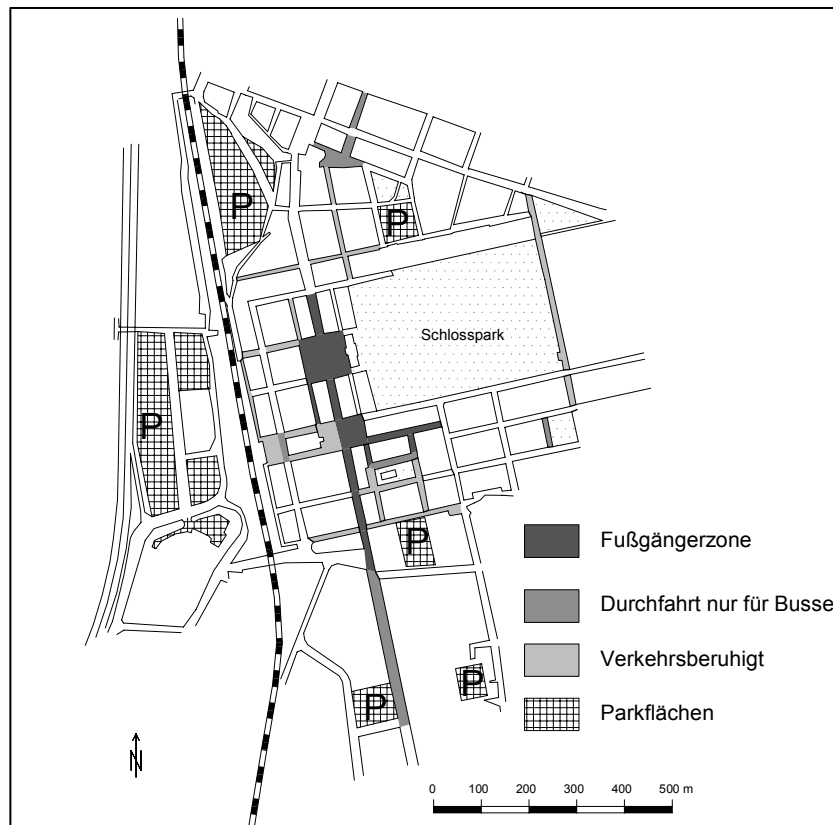 P
P
Schlosspark
P
P
Fußgängerzone
Durchfahrt nur für Busse
Verkehrsberuhigt
P
P
Parkflächen
N
0 100 200 300 400 500 m